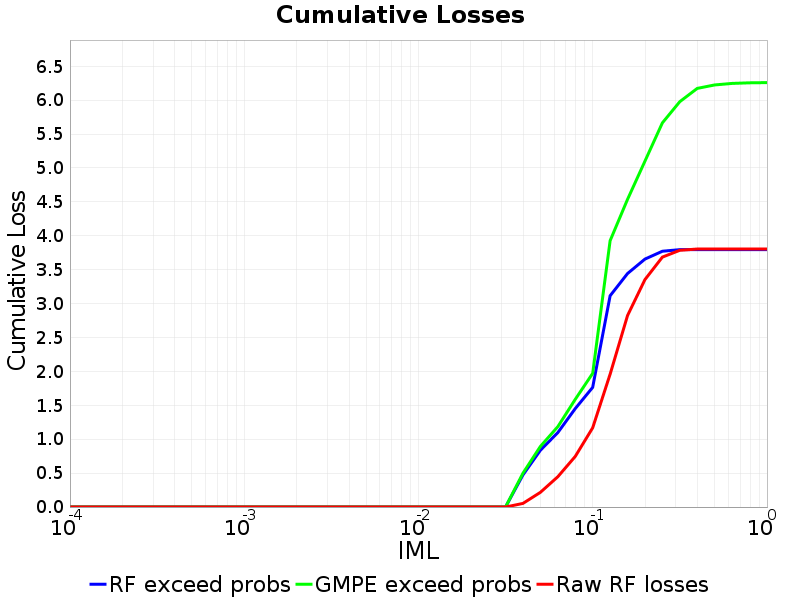 Cumulative Losses
Cumulative Loss
6.5
6.0
5.5
5.0
4.5
4.0
3.5
3.0
2.5
2.0
1.5
1.0
0.5
0.0
10^-4 10^-3 10^-2 10^-1 10^0
IML
RF exceed probs GMPE exceed probs Raw RF losses